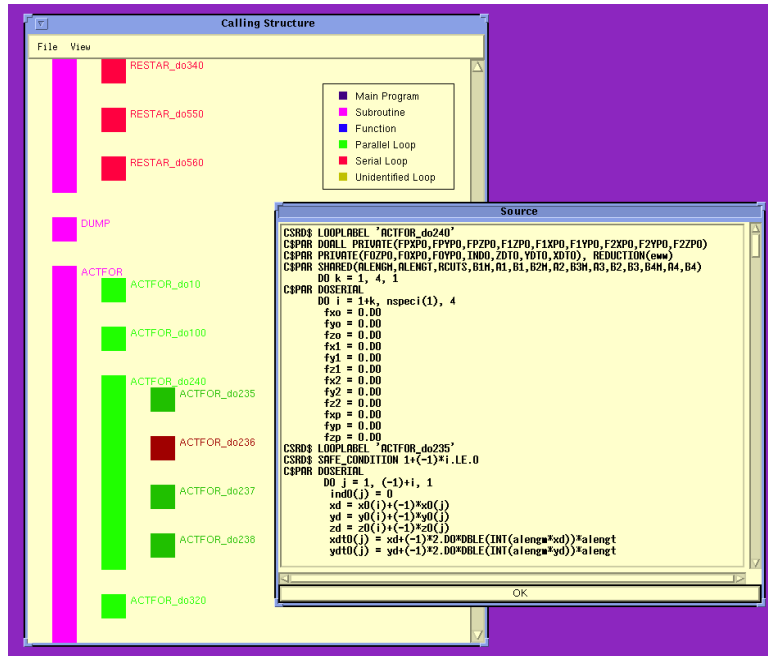 Calling Structure
File View
RESTAR_do340
RESTAR_do550
RESTAR_do560
Main Program
Subroutine
Function
Parallel Loop
Serial Loop
Unidentified Loop
DUMP
ACTFOR
ACTFOR_do10
ACTFOR_do100
ACTFOR_do240
ACTFOR_do235
ACTFOR_do236
ACTFOR_do237
ACTFOR_do238
ACTFOR_do320
Source
CSRD$ LOOPLABEL 'ACTFOR_do240'
C$PAR DOALL PRIVATE(FPXPO,FPYPO,FPZPO,F1ZPO,F1XPO,F1YPO,F2XPO,F2YPO,F2ZPO)
C$PAR PRIVATE(FOZPO,FOXPO,FOYPO,INDO,ZDTO,YDTO,XDTO), REDUCTION(eww)
C$PAR SHARED(ALENGM,ALENGT,RCUTS,B1M,A1,B1,B2M,A2,B3M,A3,B2,B3,B4M,A4,B4)
DO k = 1, 4, 1
C$PAR DOSERIAL
DO i = 1+k, nspeci(1), 4
fxo = 0.D0
fyo = 0.D0
fzo = 0.D0
fx1 = 0.D0
fy1 = 0.D0
fz1 = 0.D0
fx2 = 0.D0
fy2 = 0.D0
fz2 = 0.D0
fxp = 0.D0
fyp = 0.D0
fzp = 0.D0
CSRD$ LOOPLABEL 'ACTFOR_do235'
CSRD$ SAFE_CONDITION 1+(-1)*i.LE.0
C$PAR DOSERIAL
DO j = 1, (-1)+i, 1
ind0(j) = 0
xd = x0(i)+(-1)*x0(j)
yd = y0(i)+(-1)*y0(j)
zd = z0(i)+(-1)*z0(j)
xdt0(j) = xd+(-1)*2.D0*DBLE(INT(alengm*xd))*alengt
ydt0(j) = yd+(-1)*2.D0*DBLE(INT(alengm*yd))*alengt
OK